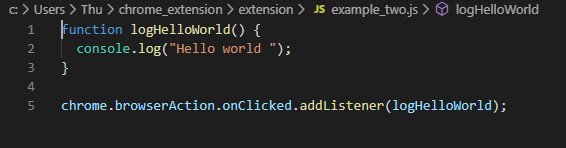 c: > Users > Thu > chrome_extension > extension > JS example_two.js > logHelloWorld
1 function logHelloWorld() {
2   console.log("Hello world ");
3 }
4
5 chrome.browserAction.onClicked.addListener(logHelloWorld);